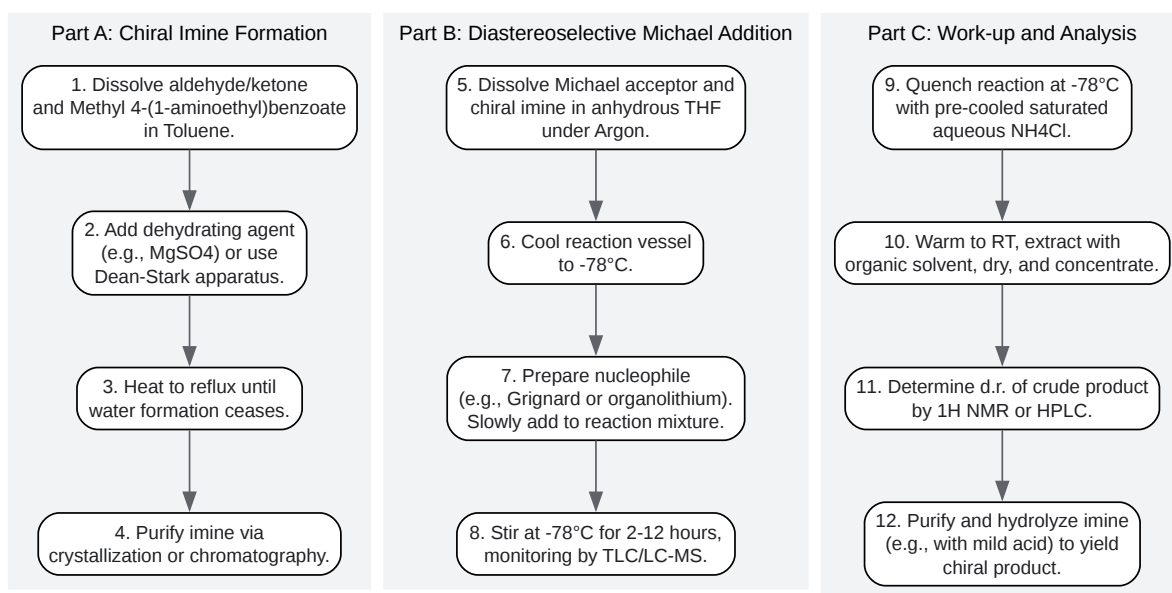 Part A: Chiral Imine Formation
1. Dissolve aldehyde/ketone
and Methyl 4-(1-aminoethyl)benzoate
in Toluene.
2. Add dehydrating agent
(e.g., MgSO4) or use
Dean-Stark apparatus.
3. Heat to reflux until
water formation ceases.
4. Purify imine via
crystallization or chromatography.
Part B: Diastereoselective Michael Addition
5. Dissolve Michael acceptor and
chiral imine in anhydrous THF
under Argon.
6. Cool reaction vessel
to -78°C.
7. Prepare nucleophile
(e.g., Grignard or organolithium).
Slowly add to reaction mixture.
8. Stir at -78°C for 2-12 hours,
monitoring by TLC/LC-MS.
Part C: Work-up and Analysis
9. Quench reaction at -78°C
with pre-cooled saturated
aqueous NH4Cl.
10. Warm to RT, extract with
organic solvent, dry, and concentrate.
11. Determine d.r. of crude product
by 1H NMR or HPLC.
12. Purify and hydrolyze imine
(e.g., with mild acid) to yield
chiral product.